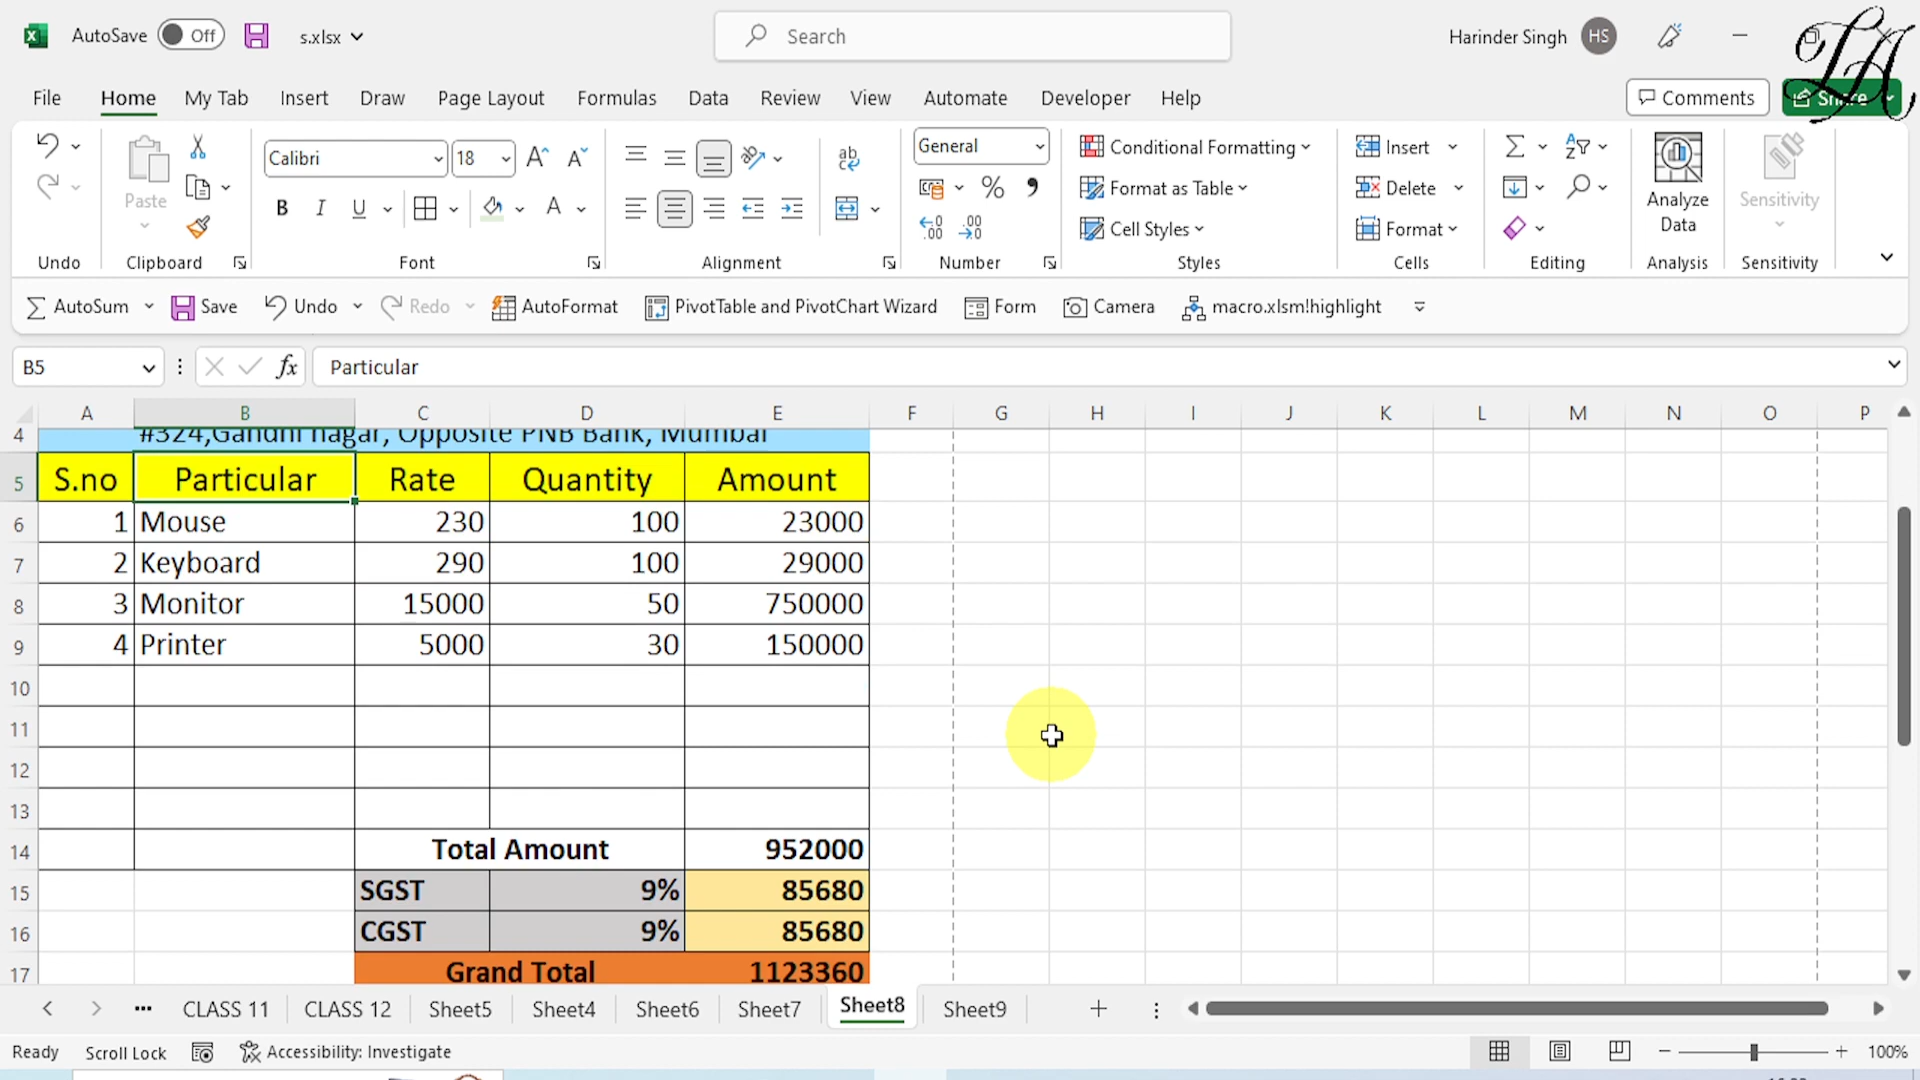 AutoSave Off s.xlsx Search Harinder Singh HS LA
File Home My Tab Insert Draw Page Layout Formulas Data Review View Automate Developer Help Comments Share
Calibri 18 General Conditional Formatting Insert
Paste Format as Table Delete Analyze Data Sensitivity
B I U A Cell Styles Format
Undo Clipboard Font Alignment Number Styles Cells Editing Analysis Sensitivity
AutoSum Save Undo Redo AutoFormat PivotTable and PivotChart Wizard Form Camera macro.xlsm!highlight
B5 fx Particular
A B C D E F G H I J K L M N O P
4 #324,Gandhi nagar, Opposite PNB Bank, Mumbai
5 S.no Particular Rate Quantity Amount
6 1 Mouse 230 100 23000
7 2 Keyboard 290 100 29000
8 3 Monitor 15000 50 750000
9 4 Printer 5000 30 150000
10
11
12
13
14 Total Amount 952000
15 SGST 9% 85680
16 CGST 9% 85680
17 Grand Total 1123360
... CLASS 11 CLASS 12 Sheet5 Sheet4 Sheet6 Sheet7 Sheet8 Sheet9
Ready Scroll Lock Accessibility: Investigate 100%